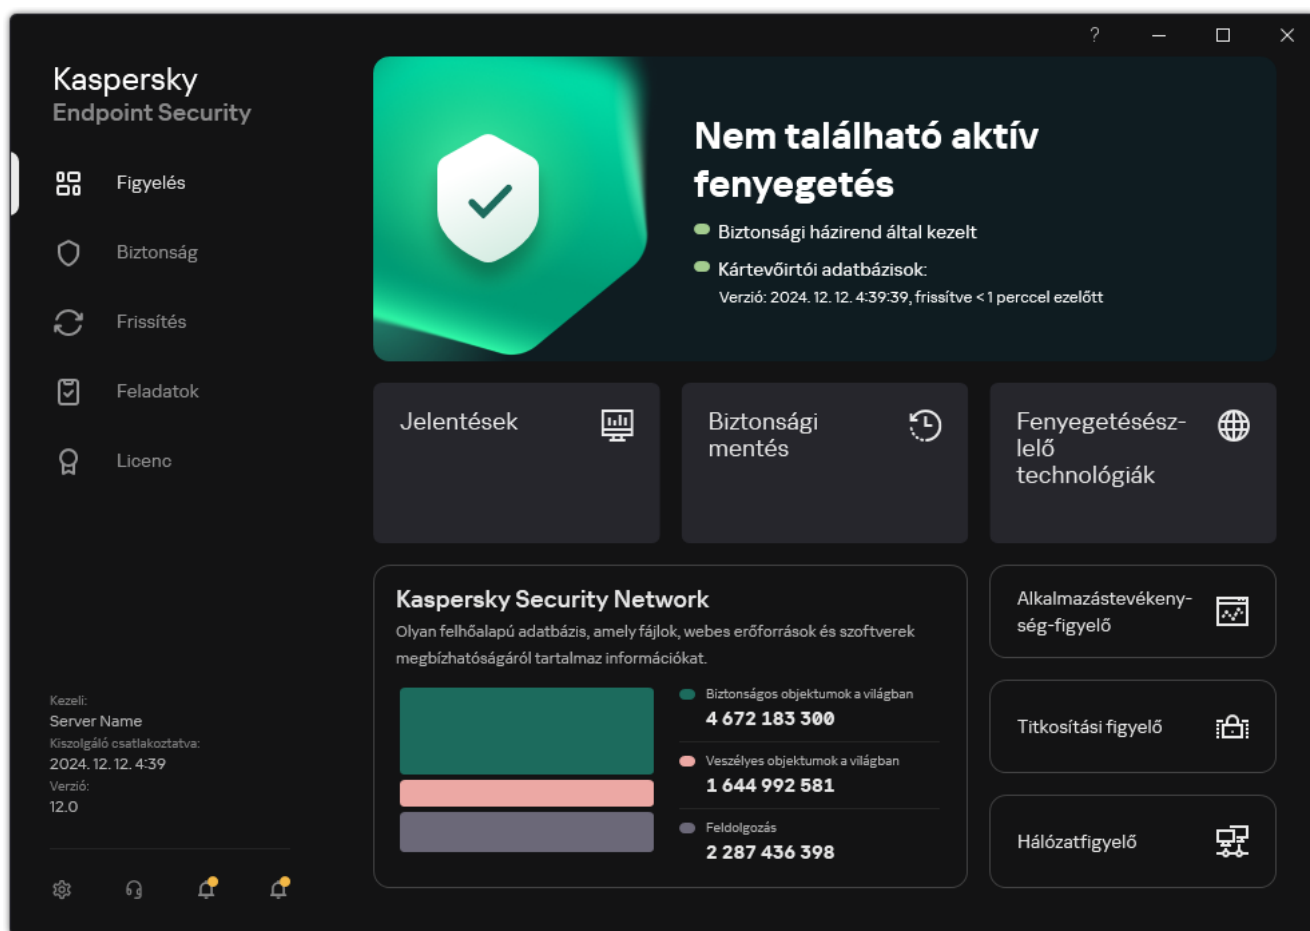 ?
Kaspersky
Endpoint Security
Figyelés
Biztonság
Frissítés
Feladatok
Licenc
Kezeli:
Server Name
Kiszolgáló csatlakoztatva:
2024. 12. 12. 4:39
Verzió:
12.0
Nem található aktív
fenyegetés
Biztonsági házirend által kezelt
Kártevőirtói adatbázisok:
Verzió: 2024. 12. 12. 4:39:39, frissítve < 1 perccel ezelőtt
Jelentések
Biztonsági
mentés
Fenyegetésész-
lelő
technológiák
Kaspersky Security Network
Olyan felhőalapú adatbázis, amely fájlok, webes erőforrások és szoftverek
megbízhatóságáról tartalmaz információkat.
Biztonságos objektumok a világban
4 672 183 300
Veszélyes objektumok a világban
1 644 992 581
Feldolgozás
2 287 436 398
Alkalmazástevékeny-
ség-figyelő
Titkosítási figyelő
Hálózatfigyelő